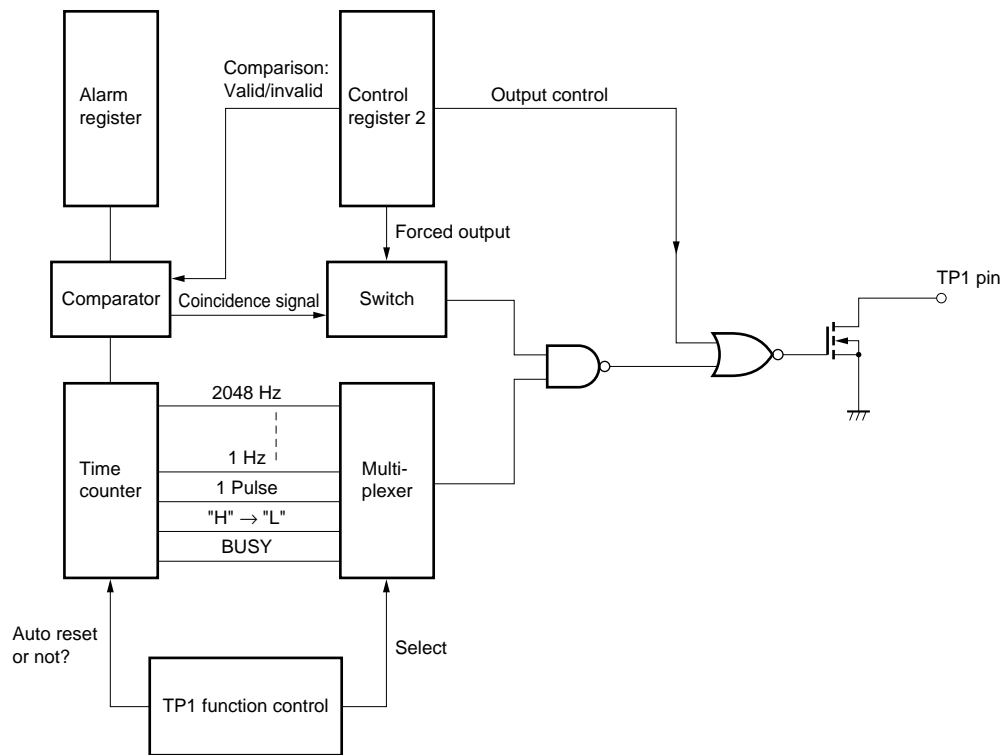 Alarm
register
Comparison:
Valid/invalid
Control
register 2
Output control
Forced output
Comparator
Coincidence signal
Switch
TP1 pin
Time
counter
2048 Hz
1 Hz
1 Pulse
"H" → "L"
BUSY
Multi-
plexer
Auto reset
or not?
Select
TP1 function control